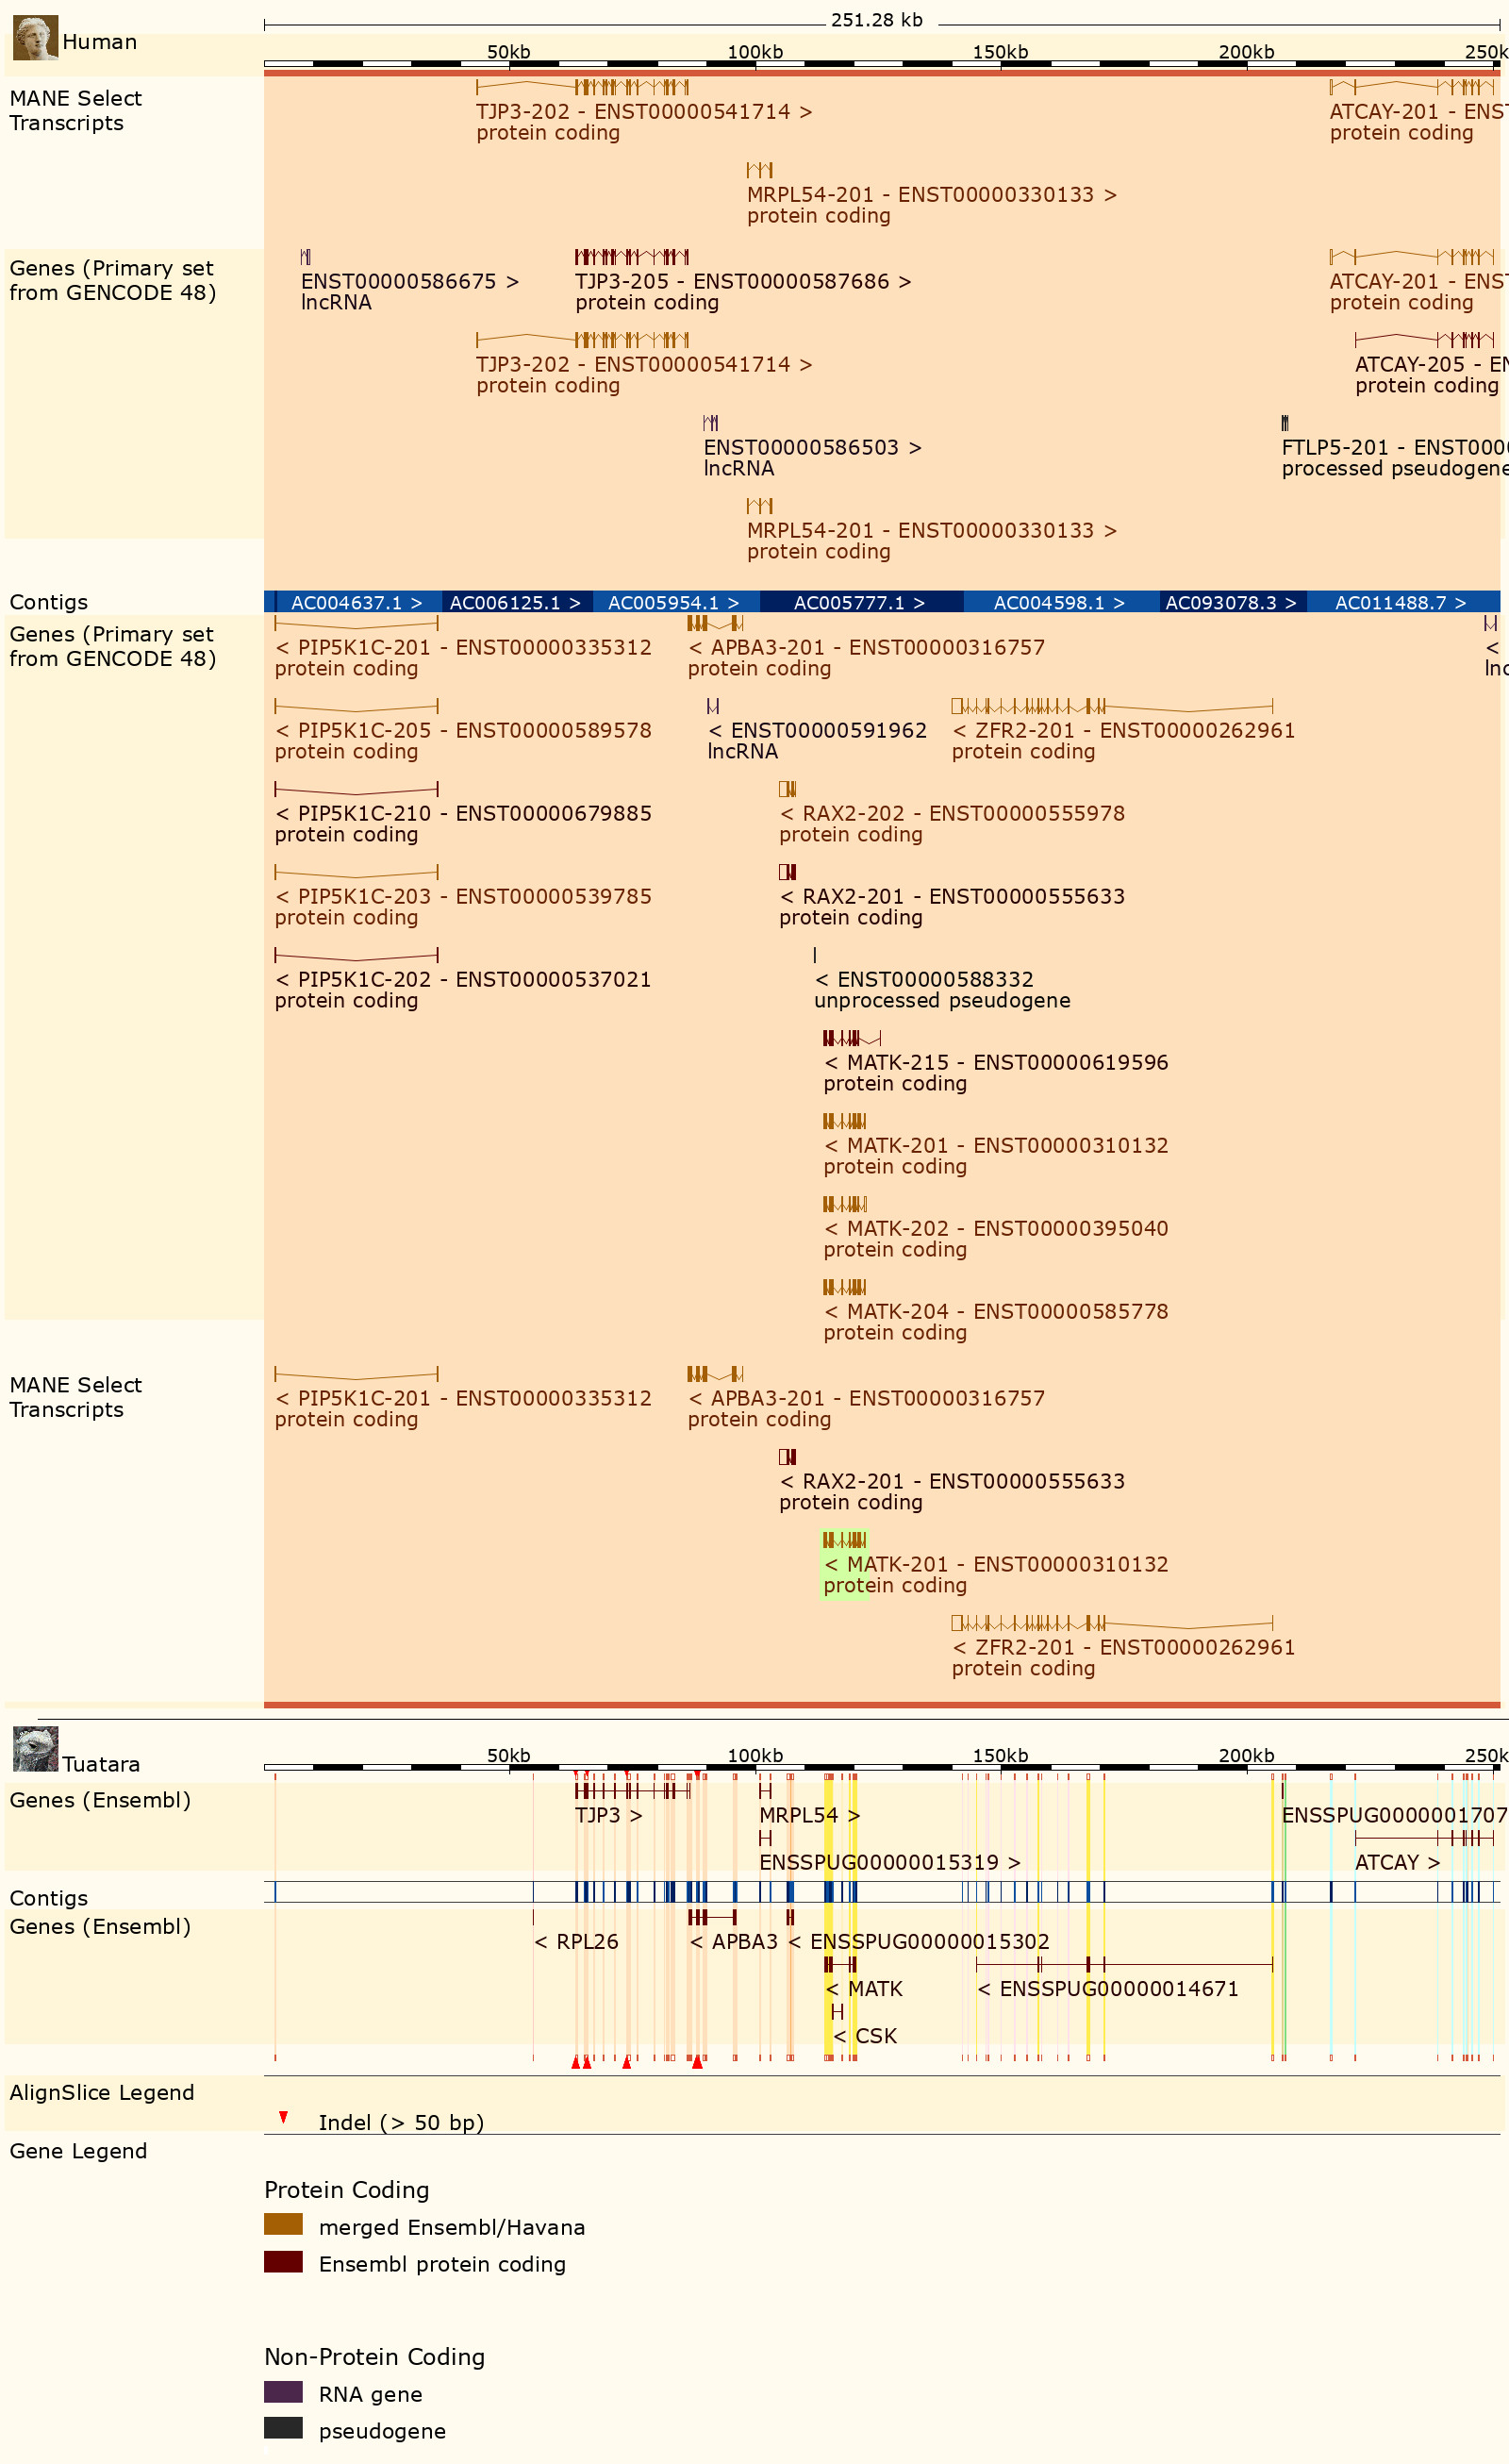 251.28 kb
Human
50kb 100kb 150kb 200kb 250k
MANE Select
Transcripts
TJP3-202 - ENST00000541714 > ATCAY-201 - ENST
protein coding protein coding
MRPL54-201 - ENST00000330133 >
protein coding
Genes (Primary set
from GENCODE 48)
ENST00000586675 > TJP3-205 - ENST00000587686 > ATCAY-201 - ENST
lncRNA protein coding protein coding
TJP3-202 - ENST00000541714 > ATCAY-205 - EN
protein coding protein coding
ENST00000586503 > FTLP5-201 - ENST0000
lncRNA processed pseudogene
MRPL54-201 - ENST00000330133 >
protein coding
Contigs
AC004637.1 > AC006125.1 > AC005954.1 > AC005777.1 > AC004598.1 > AC093078.3 > AC011488.7 >
Genes (Primary set
from GENCODE 48)
< PIP5K1C-201 - ENST00000335312 < APBA3-201 - ENST00000316757 <
protein coding protein coding lnc
< PIP5K1C-205 - ENST00000589578 < ENST00000591962 < ZFR2-201 - ENST00000262961
protein coding lncRNA protein coding
< PIP5K1C-210 - ENST00000679885 < RAX2-202 - ENST00000555978
protein coding protein coding
< PIP5K1C-203 - ENST00000539785 < RAX2-201 - ENST00000555633
protein coding protein coding
< PIP5K1C-202 - ENST00000537021 < ENST00000588332
protein coding unprocessed pseudogene
< MATK-215 - ENST00000619596
protein coding
< MATK-201 - ENST00000310132
protein coding
< MATK-202 - ENST00000395040
protein coding
< MATK-204 - ENST00000585778
protein coding
MANE Select
Transcripts
< PIP5K1C-201 - ENST00000335312 < APBA3-201 - ENST00000316757
protein coding protein coding
< RAX2-201 - ENST00000555633
protein coding
< MATK-201 - ENST00000310132
protein coding
< ZFR2-201 - ENST00000262961
protein coding
Tuatara
50kb 100kb 150kb 200kb 250k
Genes (Ensembl)
TJP3 > MRPL54 > ENSSPUG0000001707
ENSSPUG00000015319 > ATCAY >
Contigs
Genes (Ensembl)
< RPL26 < APBA3 < ENSSPUG00000015302
< MATK < ENSSPUG00000014671
< CSK
AlignSlice Legend
Indel (> 50 bp)
Gene Legend
Protein Coding
merged Ensembl/Havana
Ensembl protein coding
Non-Protein Coding
RNA gene
pseudogene